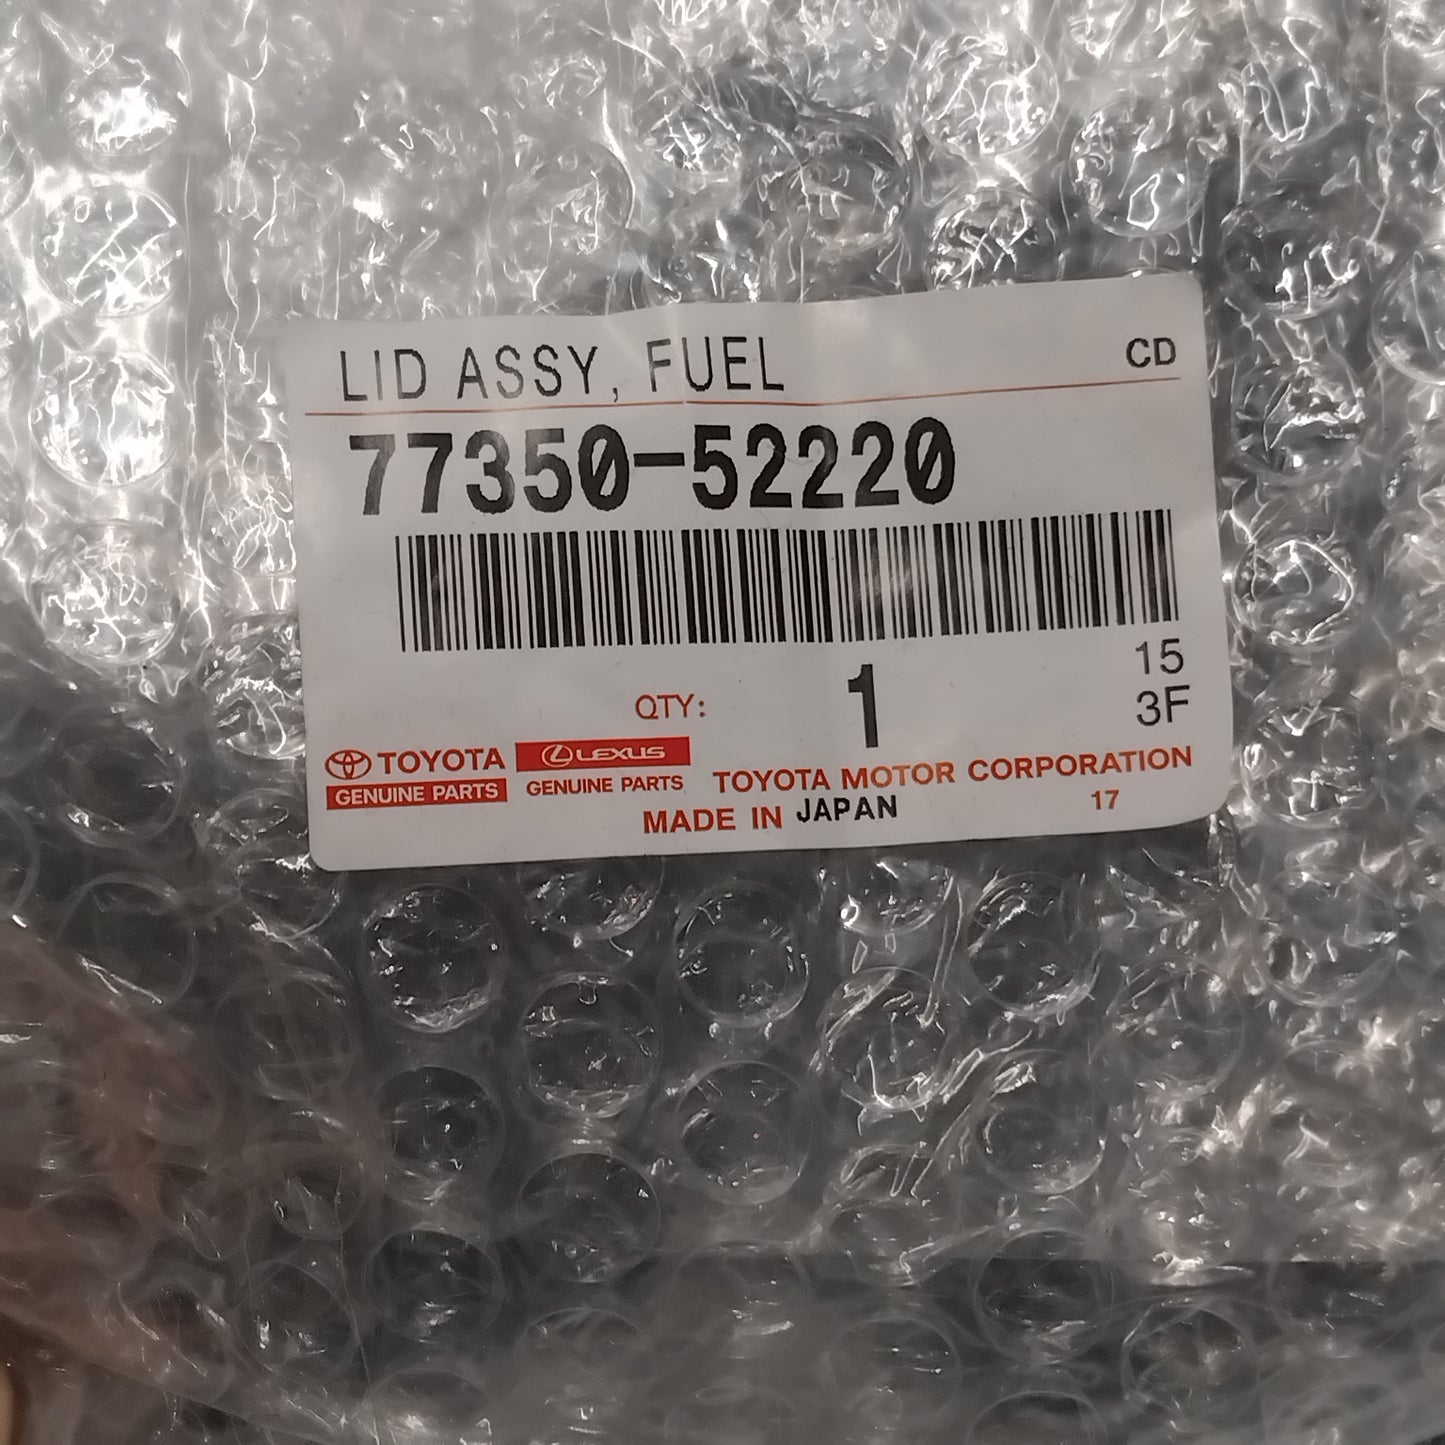 LID ASSY, FUEL CD
77350-52220
15
QTY: 1 3F
TOYOTA LEXUS
GENUINE PARTS GENUINE PARTS TOYOTA MOTOR CORPORATION
MADE IN JAPAN 17